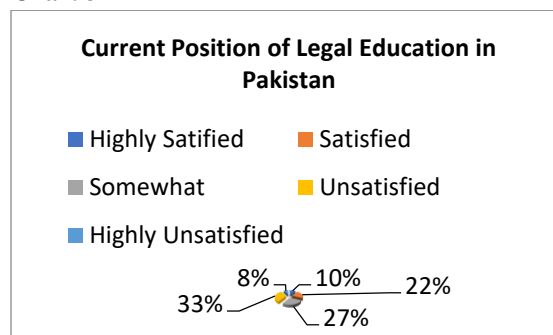 Current Position of Legal Education in
Pakistan
Highly Satified Satisfied
Somewhat Unsatisfied
Highly Unsatisfied
8% 10% 22%
33% 27%